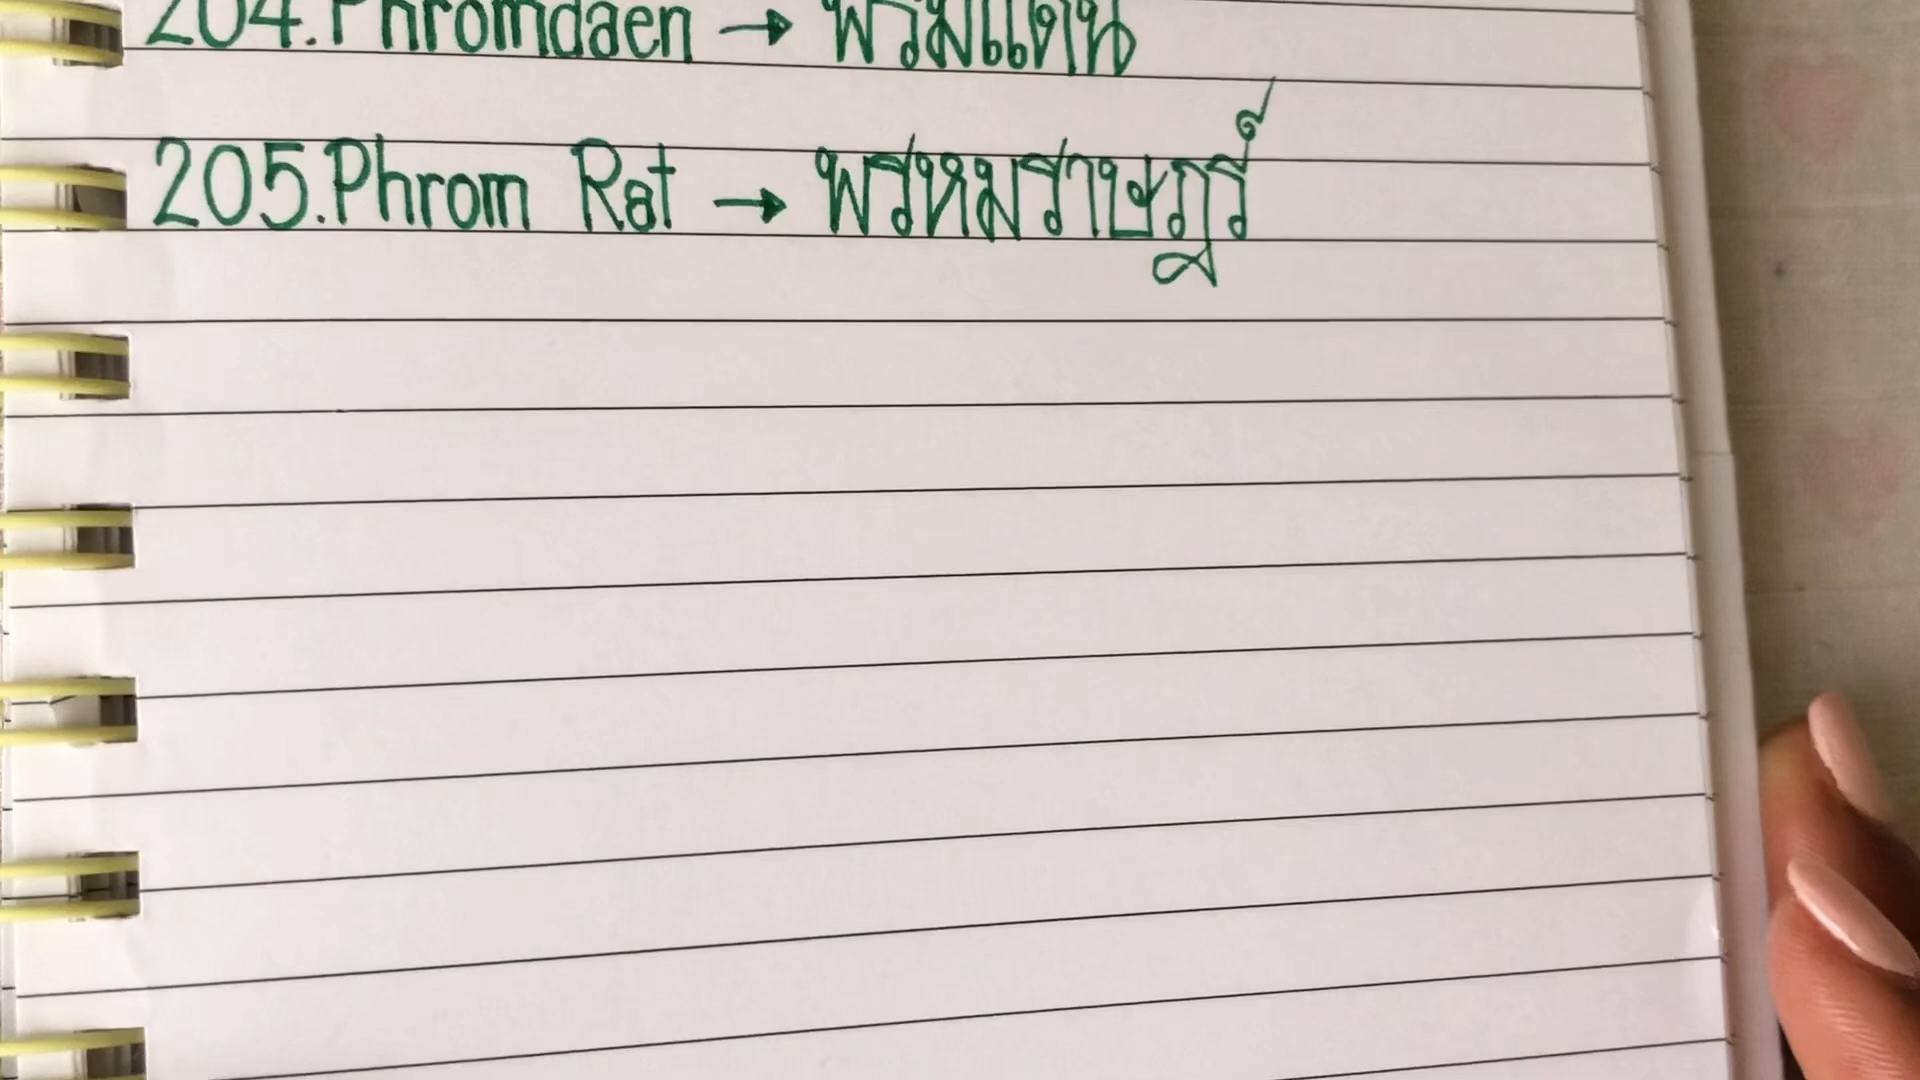 204.Phromdaen → พรมแดน
205.Phrom Rat → พรหมราษฎร์